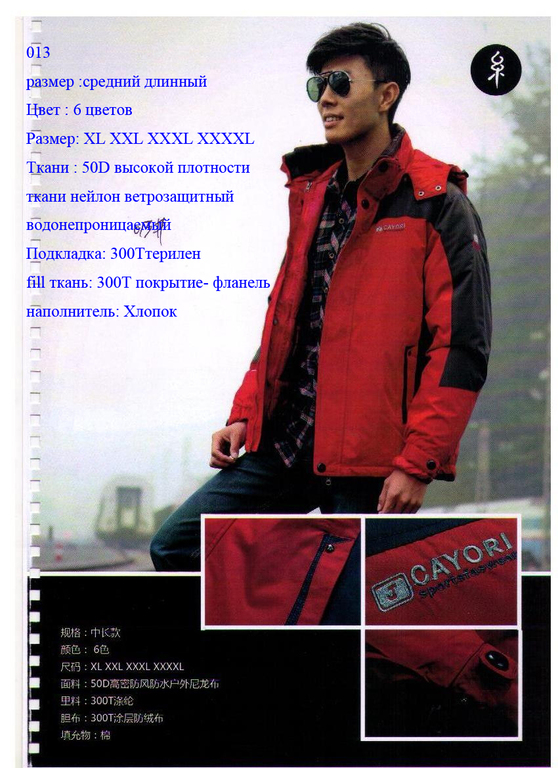 013
размер :средний длинный
Цвет : 6 цветов
Размер: XL XXL XXXL XXXXL
Ткани : 50D высокой плотности
ткани нейлон ветрозащитный
водонепроницаемый
Подкладка: 300Ттерилен
fill ткань: 300T покрытие- фланель
наполнитель: Хлопок
CAYORI
CAYORI
Sportswear
规格：中长款
颜色： 6色
尺码：XL XXL XXXL XXXXL
面料：50D高密防风防水户外尼龙布
里料：300T涤纶
胆布：300T涂层防绒布
填充物：棉